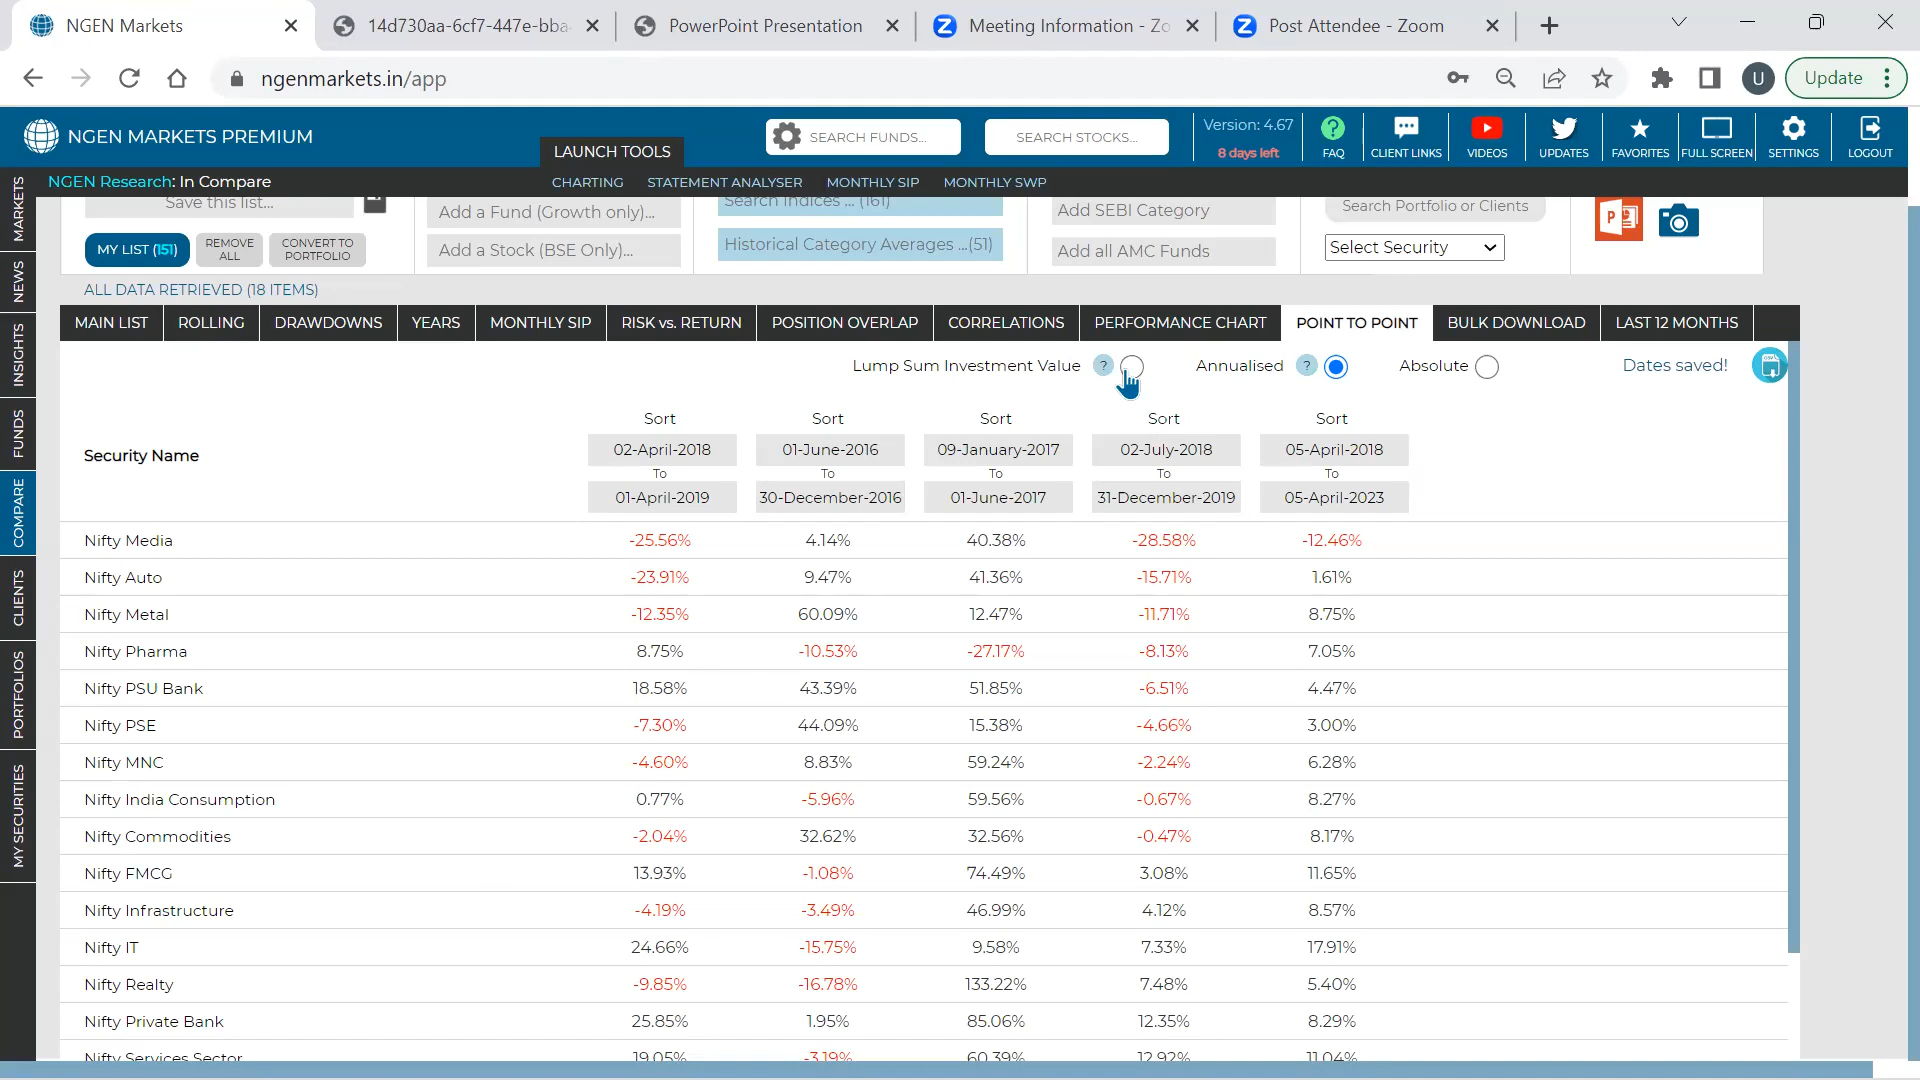 NGEN Markets
14d730aa-6cf7-447e-bba
PowerPoint Presentation
Meeting Information - Zo
Post Attendee - Zoom
ngenmarkets.in/app
U
Update
NGEN MARKETS PREMIUM
LAUNCH TOOLS
SEARCH FUNDS...
SEARCH STOCKS...
Version: 4.67
8 days left
FAQ
CLIENT LINKS
VIDEOS
UPDATES
FAVORITES
FULL SCREEN
SETTINGS
LOGOUT
NGEN Research: In Compare
CHARTING
STATEMENT ANALYSER
MONTHLY SIP
MONTHLY SWP
MARKETS
NEWS
INSIGHTS
FUNDS
COMPARE
CLIENTS
PORTFOLIOS
MY SECURITIES
Save this list...
MY LIST (151)
REMOVE ALL
CONVERT TO PORTFOLIO
Add a Fund (Growth only)...
Add a Stock (BSE Only)...
Search Indices ... (161)
Historical Category Averages ...(51)
Add SEBI Category
Add all AMC Funds
Search Portfolio or Clients
Select Security
ALL DATA RETRIEVED (18 ITEMS)
MAIN LIST ROLLING DRAWDOWNS YEARS MONTHLY SIP RISK vs. RETURN POSITION OVERLAP CORRELATIONS PERFORMANCE CHART POINT TO POINT BULK DOWNLOAD LAST 12 MONTHS
Lump Sum Investment Value ? Annualised ? Absolute Dates saved!
Sort Sort Sort Sort Sort
Security Name
02-April-2018 01-June-2016 09-January-2017 02-July-2018 05-April-2018
To To To To To
01-April-2019 30-December-2016 01-June-2017 31-December-2019 05-April-2023
Nifty Media -25.56% 4.14% 40.38% -28.58% -12.46%
Nifty Auto -23.91% 9.47% 41.36% -15.71% 1.61%
Nifty Metal -12.35% 60.09% 12.47% -11.71% 8.75%
Nifty Pharma 8.75% -10.53% -27.17% -8.13% 7.05%
Nifty PSU Bank 18.58% 43.39% 51.85% -6.51% 4.47%
Nifty PSE -7.30% 44.09% 15.38% -4.66% 3.00%
Nifty MNC -4.60% 8.83% 59.24% -2.24% 6.28%
Nifty India Consumption 0.77% -5.96% 59.56% -0.67% 8.27%
Nifty Commodities -2.04% 32.62% 32.56% -0.47% 8.17%
Nifty FMCG 13.93% -1.08% 74.49% 3.08% 11.65%
Nifty Infrastructure -4.19% -3.49% 46.99% 4.12% 8.57%
Nifty IT 24.66% -15.75% 9.58% 7.33% 17.91%
Nifty Realty -9.85% -16.78% 133.22% 7.48% 5.40%
Nifty Private Bank 25.85% 1.95% 85.06% 12.35% 8.29%
Nifty Services Sector 19.05% -3.19% 60.39% 12.92% 11.04%